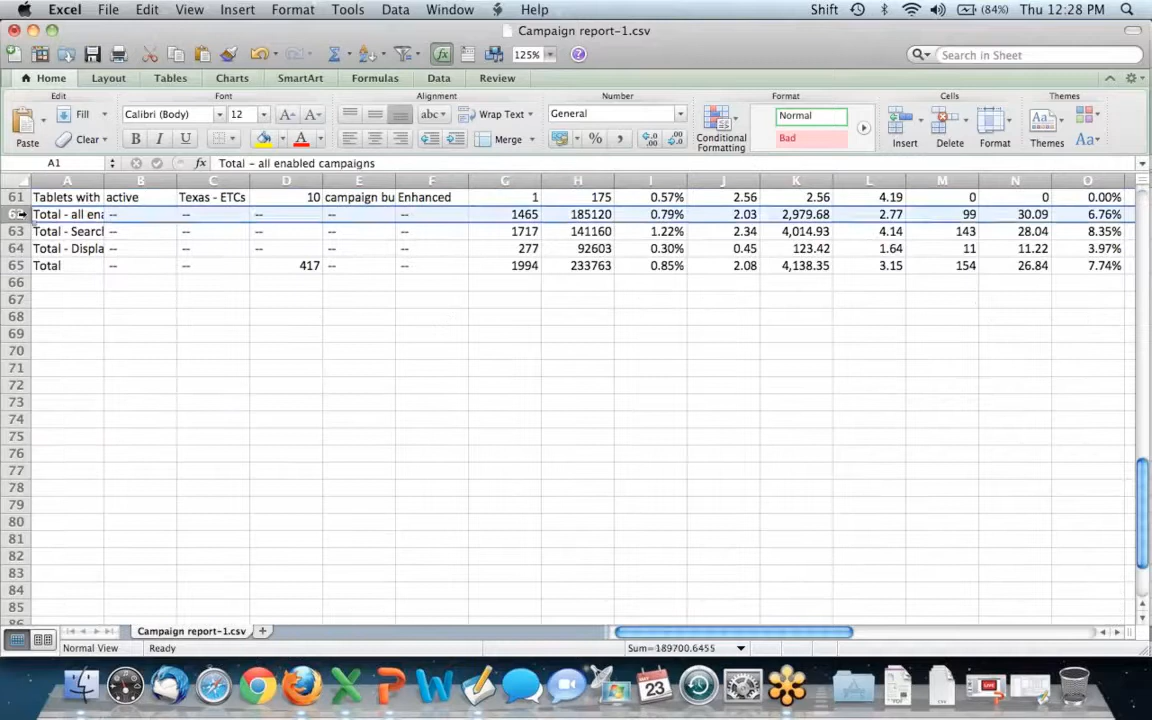 Excel File Edit View Insert Format Tools Data Window Help Shift (84%) Thu 12:28 PM
Campaign report-1.csv
125% Search in Sheet
Home Layout Tables Charts SmartArt Formulas Data Review
Edit Font Alignment Number Format Cells Themes
Fill Calibri (Body) 12 A A abc Wrap Text General Normal
Paste Clear B I U A Merge % , Conditional Formatting Bad Insert Delete Format Themes Aa
A1 fx Total - all enabled campaigns
A B C D E F G H I J K L M N O
61 Tablets with active Texas - ETCs 10 campaign bu Enhanced 1 175 0.57% 2.56 2.56 4.19 0 0 0.00%
Total - all ena -- -- -- -- -- 1465 185120 0.79% 2.03 2,979.68 2.77 99 30.09 6.76%
63 Total - Searcl -- -- -- -- -- 1717 141160 1.22% 2.34 4,014.93 4.14 143 28.04 8.35%
64 Total - Displa -- -- -- -- -- 277 92603 0.30% 0.45 123.42 1.64 11 11.22 3.97%
65 Total -- -- 417 -- -- 1994 233763 0.85% 2.08 4,138.35 3.15 154 26.84 7.74%
66
67
68
69
70
71
72
73
74
75
76
77
78
79
80
81
82
83
84
85
Campaign report-1.csv
Normal View Ready Sum=189700.6455
23